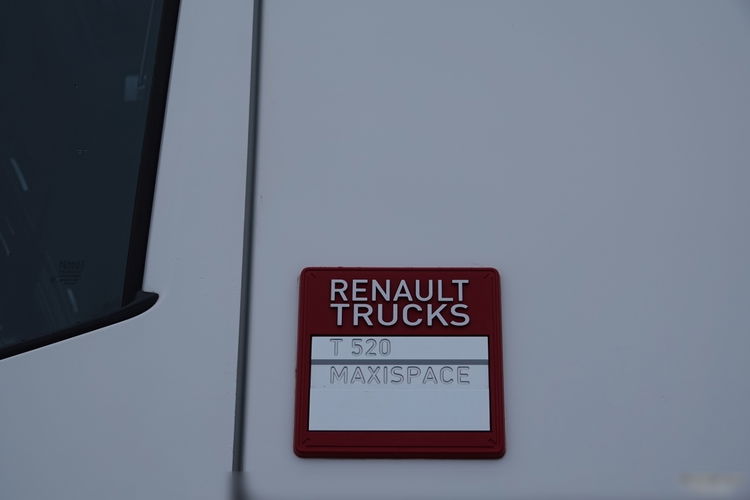 RENAULT
TRUCKS
T 520
MAXISPACE